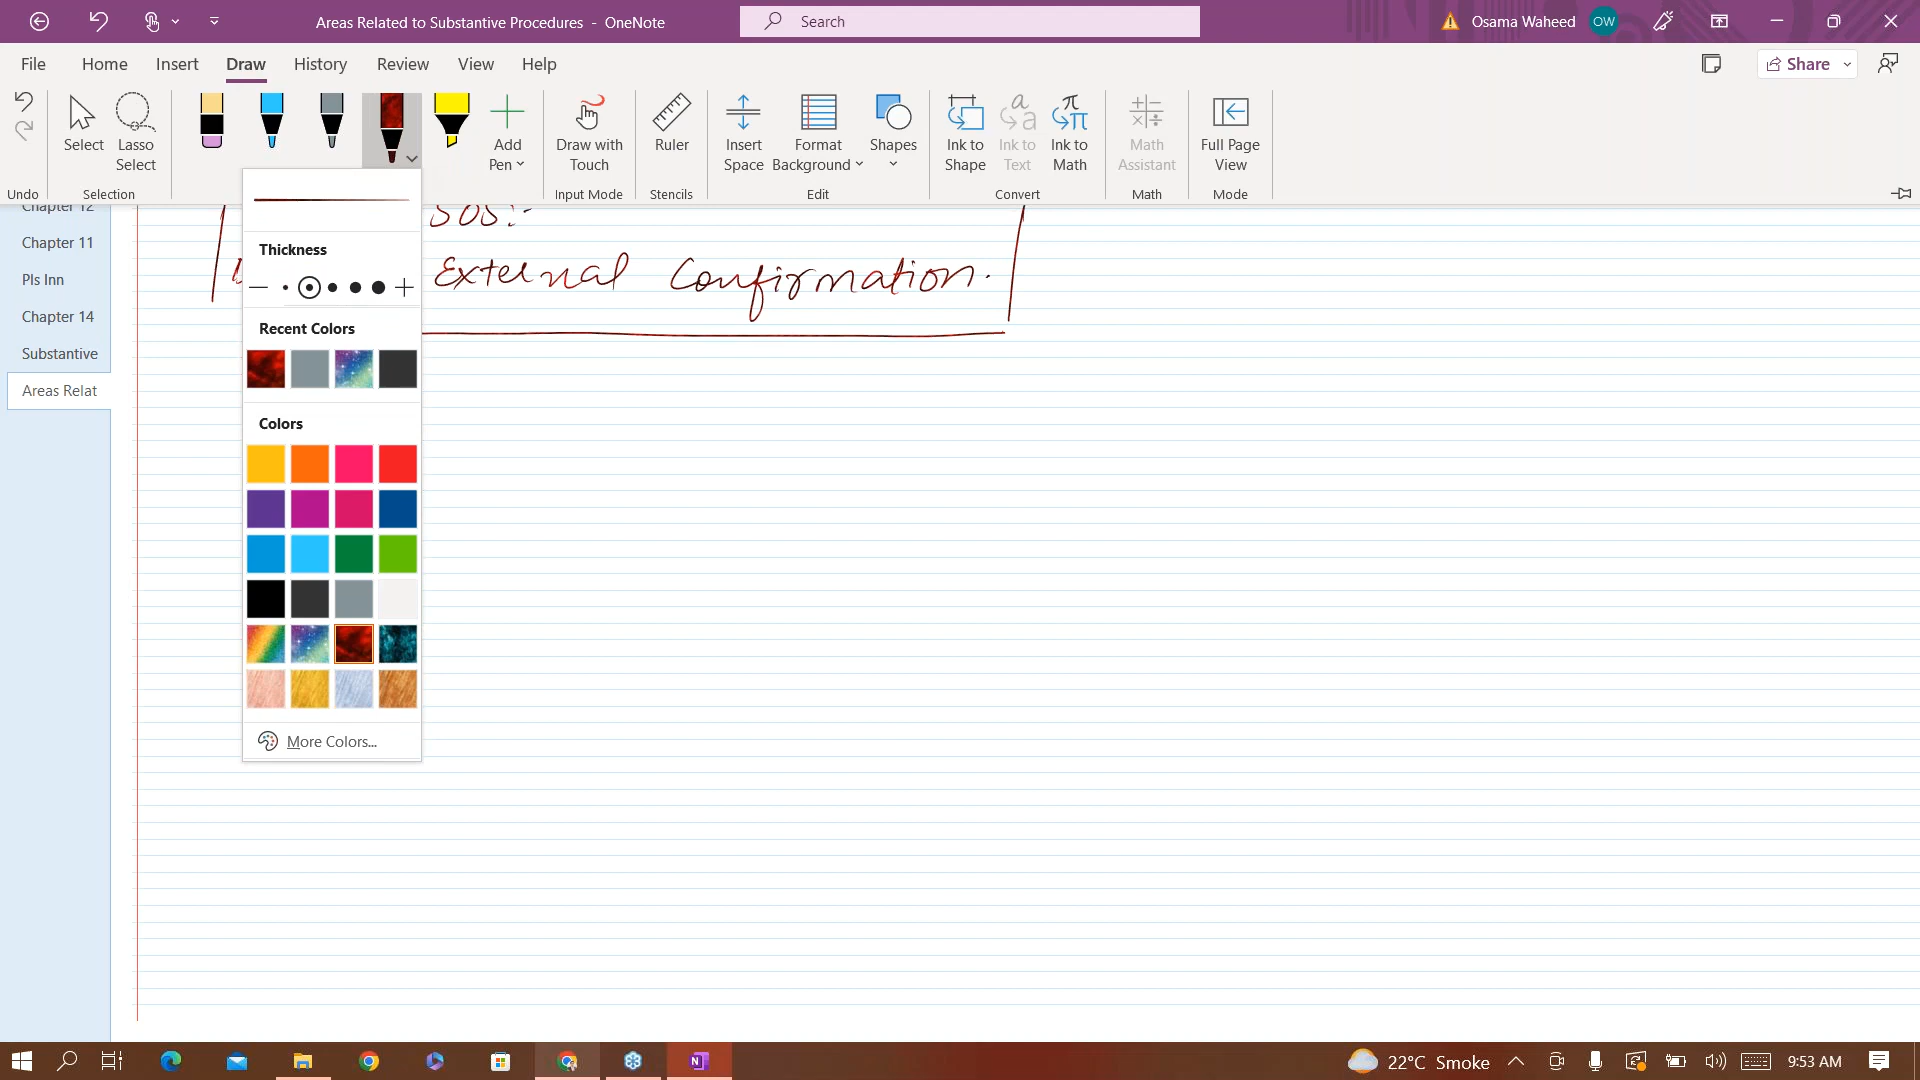 Areas Related to Substantive Procedures - OneNote
Search
Osama Waheed
OW
File
Home
Insert
Draw
History
Review
View
Help
Share
Select
Lasso Select
Add Pen
Draw with Touch
Ruler
Insert Space
Format Background
Shapes
Ink to Shape
Ink to Text
Ink to Math
Math Assistant
Full Page View
Undo
Selection
Input Mode
Stencils
Edit
Convert
Math
Mode
Chapter 12
Chapter 11
Pls Inn
Chapter 14
Substantive
Areas Relat
505:-
External Confirmation.
Thickness
Recent Colors
Colors
More Colors...
22°C Smoke
9:53 AM